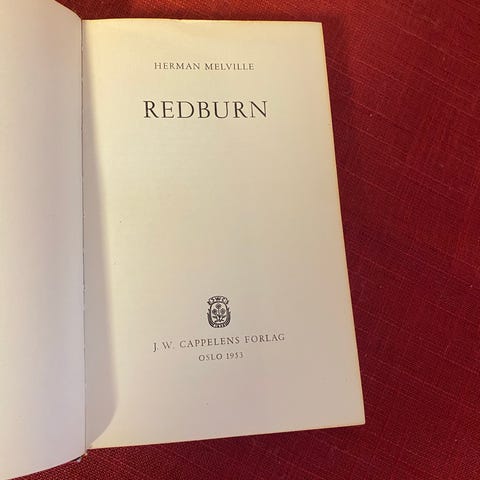 HERMAN MELVILLE
REDBURN
J. W. CAPPELENS FORLAG
OSLO 1953